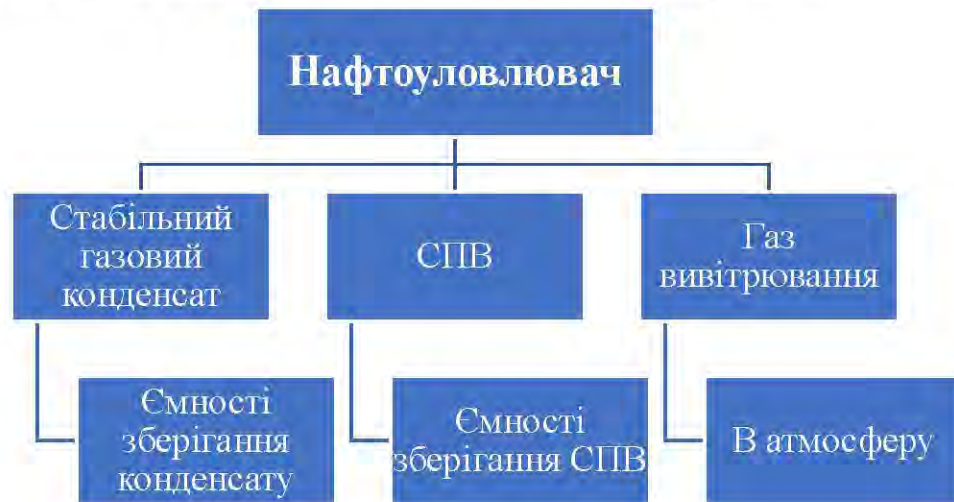 Нафтоуловлювач
Стабільний
газовий
конденсат
СПВ
Газ
вивітрювання
Ємності
зберігання
конденсату
Ємності
зберігання СПВ
В атмосферу